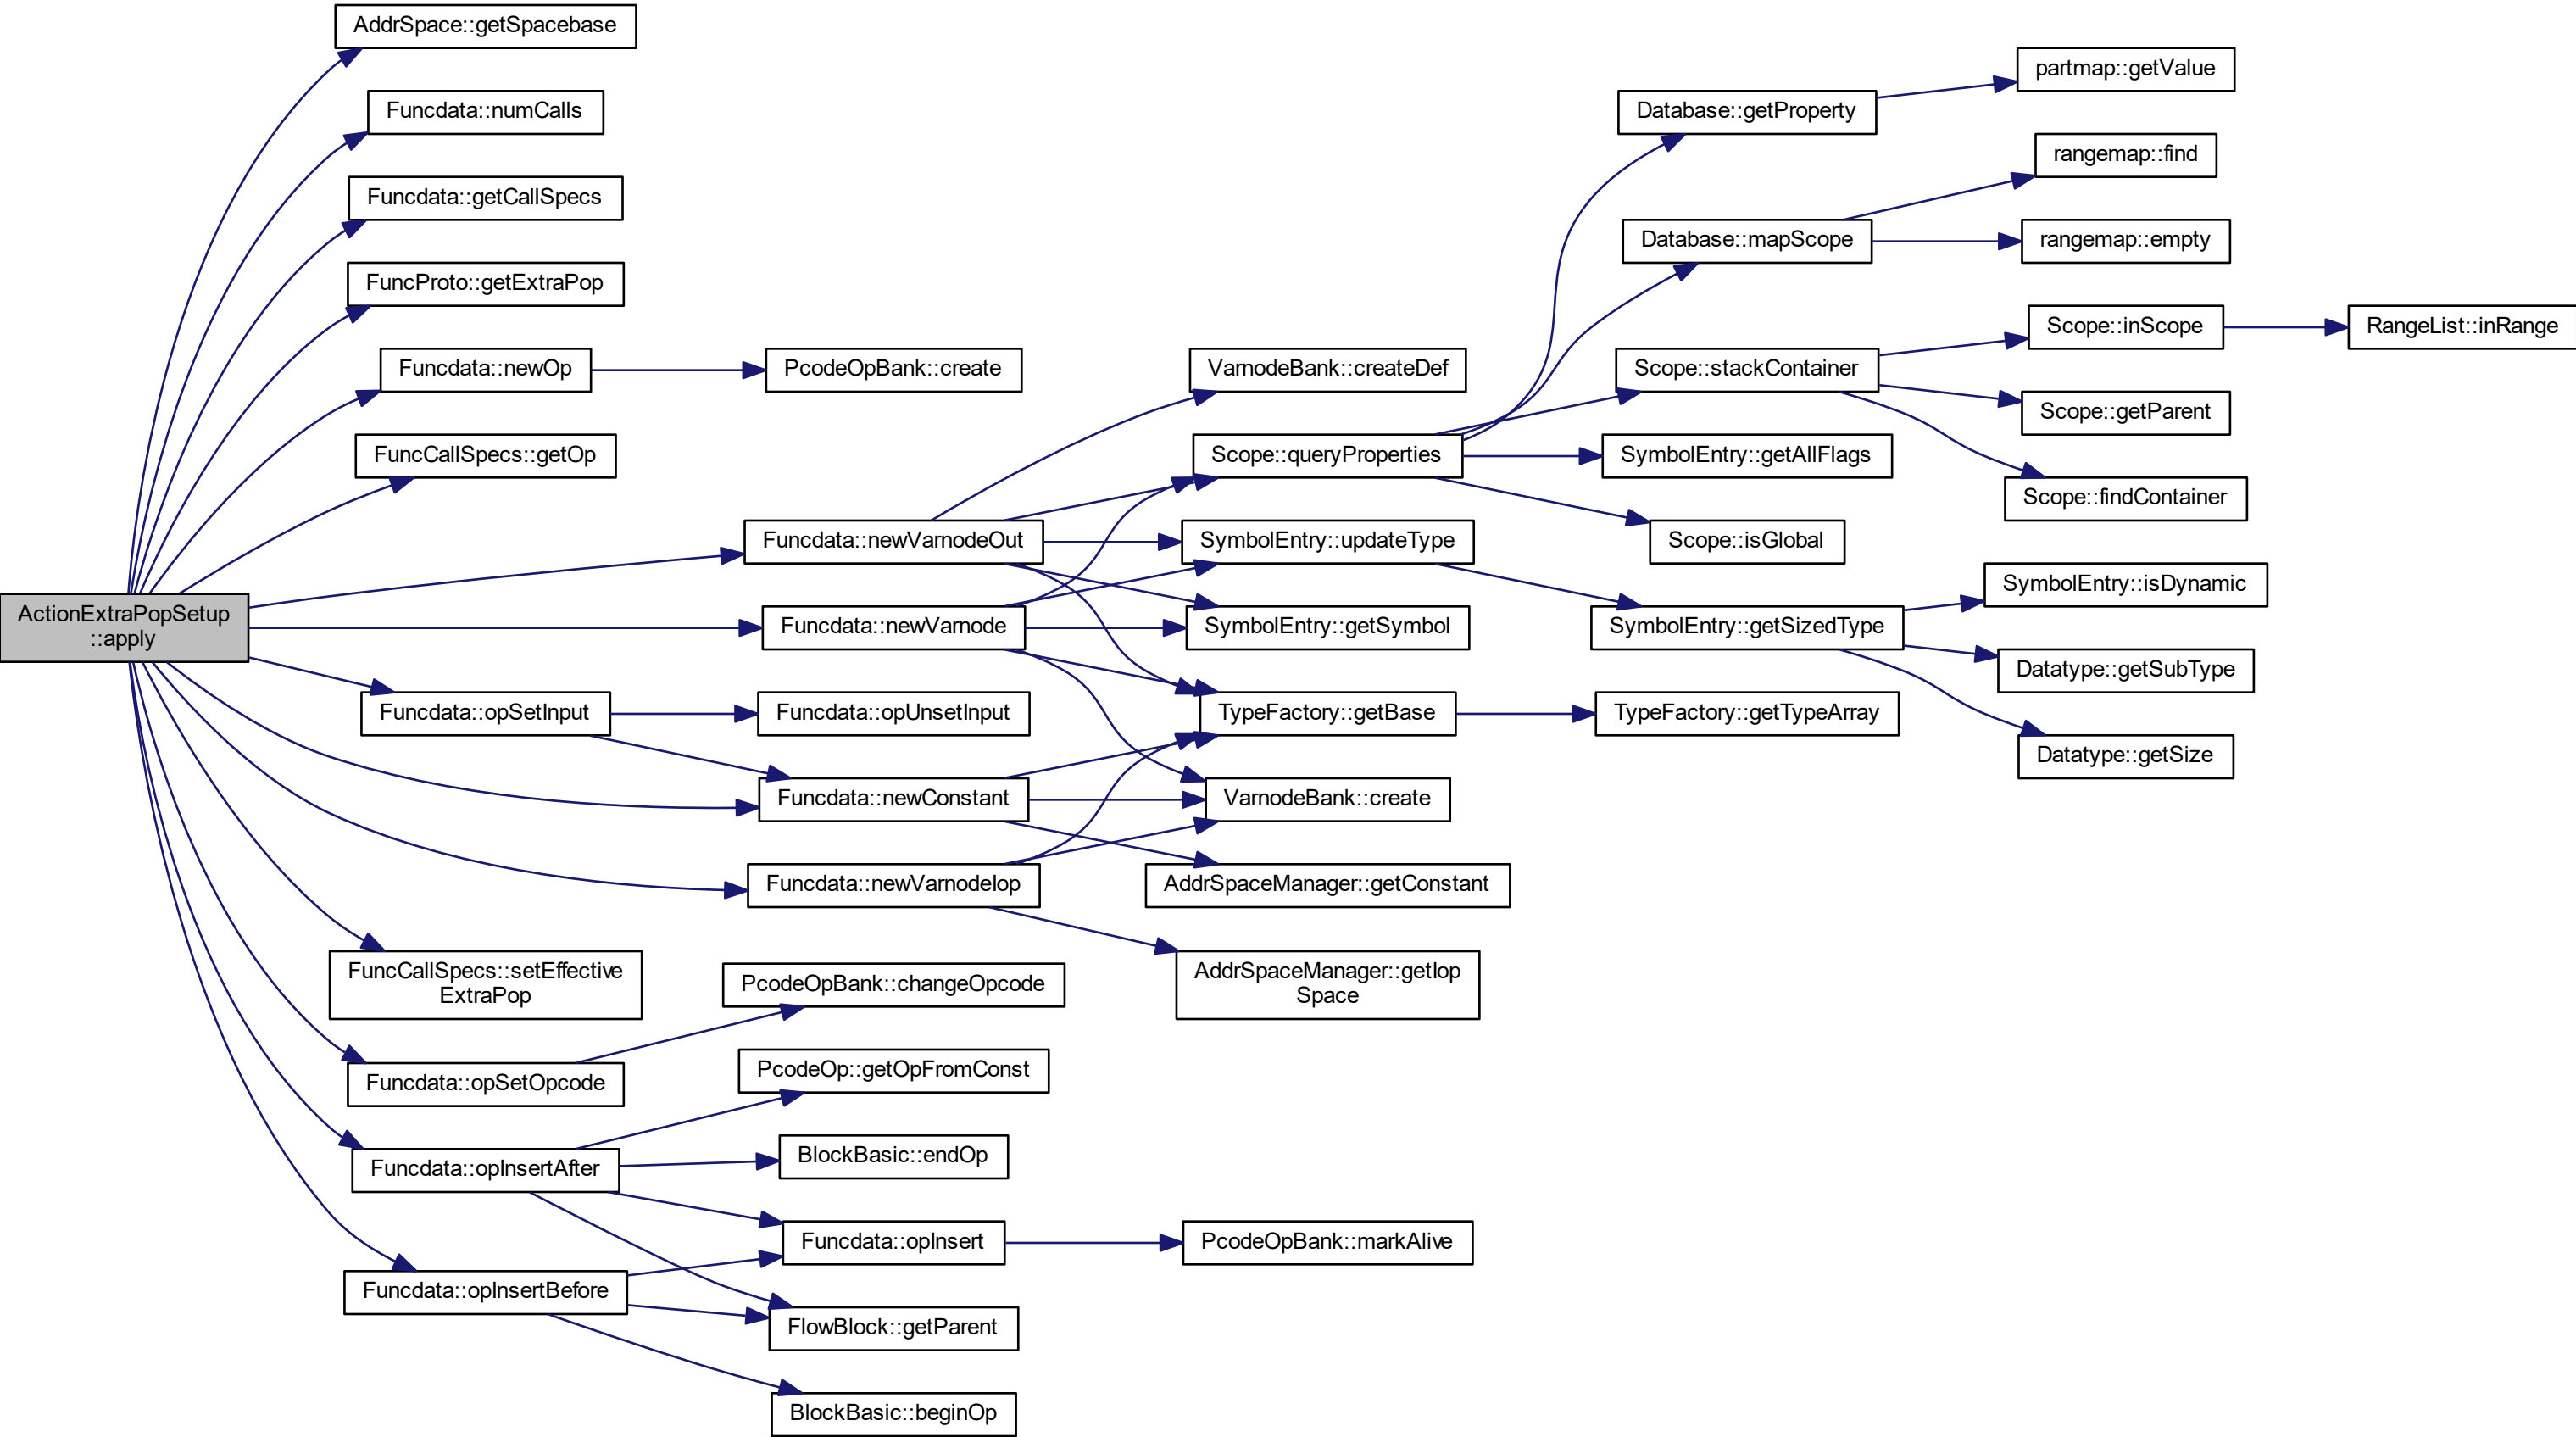 AddrSpace::getSpacebase
Funcdata::numCalls
Funcdata::getCallSpecs
FuncProto::getExtraPop
Funcdata::newOp
FuncCallSpecs::getOp
ActionExtraPopSetup
::apply
Funcdata::opSetInput
FuncCallSpecs::setEffective
ExtraPop
Funcdata::opSetOpcode
Funcdata::opInsertAfter
Funcdata::opInsertBefore
PcodeOpBank::create
Funcdata::newVarnodeOut
Funcdata::newVarnode
Funcdata::opUnsetInput
Funcdata::newConstant
Funcdata::newVarnodeIop
PcodeOpBank::changeOpcode
PcodeOp::getOpFromConst
BlockBasic::endOp
Funcdata::opInsert
FlowBlock::getParent
BlockBasic::beginOp
VarnodeBank::createDef
Scope::queryProperties
SymbolEntry::updateType
SymbolEntry::getSymbol
TypeFactory::getBase
VarnodeBank::create
AddrSpaceManager::getConstant
AddrSpaceManager::getIop
Space
PcodeOpBank::markAlive
Database::getProperty
Database::mapScope
Scope::stackContainer
SymbolEntry::getAllFlags
Scope::isGlobal
SymbolEntry::getSizedType
TypeFactory::getTypeArray
partmap::getValue
rangemap::find
rangemap::empty
Scope::inScope
Scope::getParent
Scope::findContainer
SymbolEntry::isDynamic
Datatype::getSubType
Datatype::getSize
RangeList::inRange